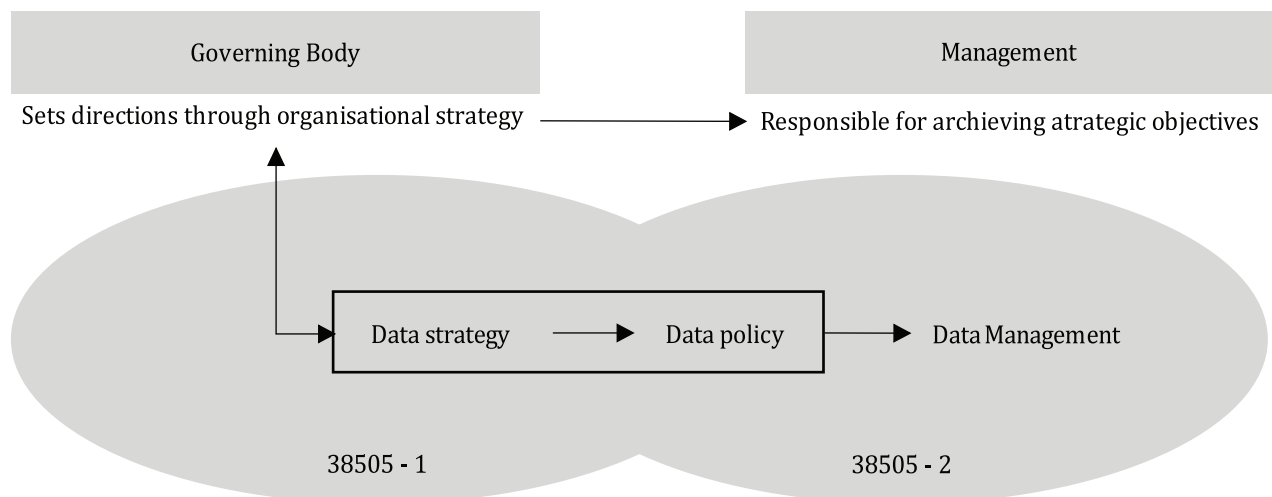 Governing Body
Management
Sets directions through organisational strategy
Responsible for archieving atrategic objectives
Data strategy
Data policy
Data Management
38505 - 1
38505 - 2